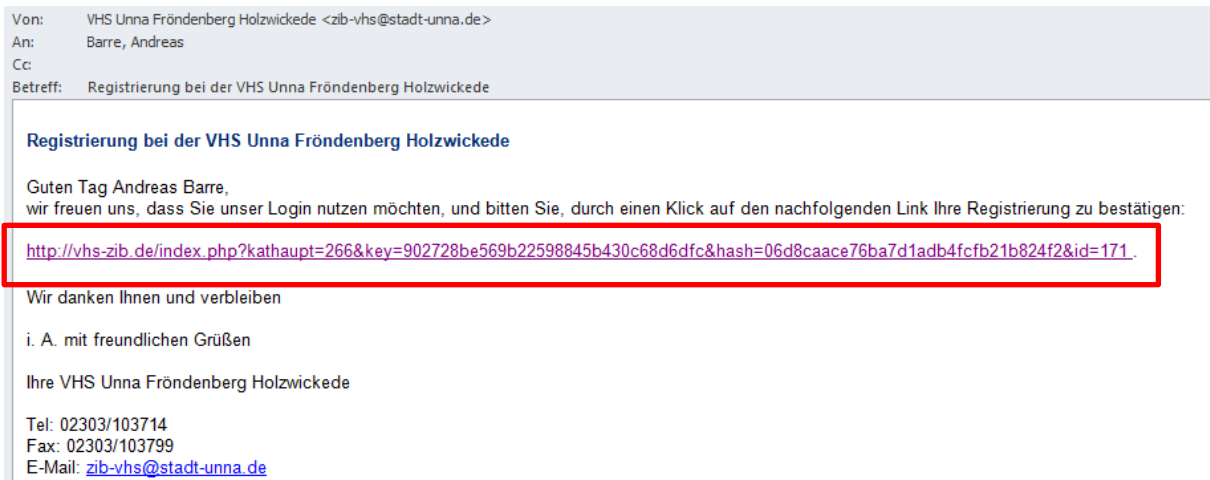 Von: VHS Unna Fröndenberg Holzwickede <zib-vhs@stadt-unna.de>
An: Barre, Andreas
Cc:
Betreff: Registrierung bei der VHS Unna Fröndenberg Holzwickede
Registrierung bei der VHS Unna Fröndenberg Holzwickede
Guten Tag Andreas Barre,
wir freuen uns, dass Sie unser Login nutzen möchten, und bitten Sie, durch einen Klick auf den nachfolgenden Link Ihre Registrierung zu bestätigen:
http://vhs-zib.de/index.php?kathaupt=266&key=902728be569b22598845b430c68d6dfc&hash=06d8caace76ba7d1adb4fcfb21b824f2&id=171 .
Wir danken Ihnen und verbleiben
i. A. mit freundlichen Grüßen
Ihre VHS Unna Fröndenberg Holzwickede
Tel: 02303/103714
Fax: 02303/103799
E-Mail: zib-vhs@stadt-unna.de